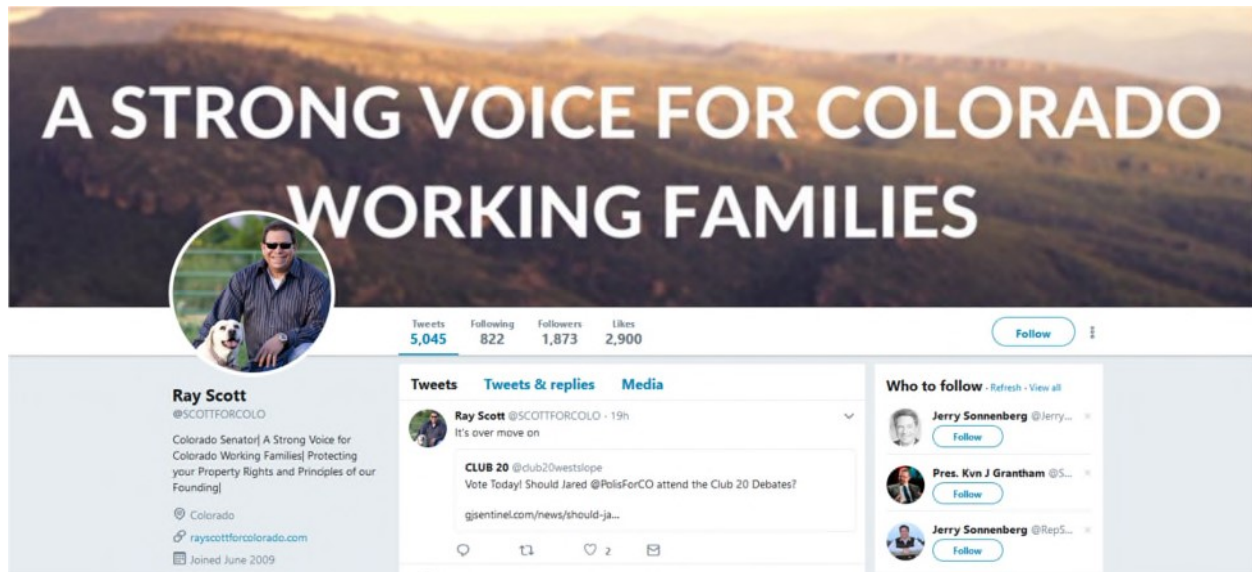 A STRONG VOICE FOR COLORADO
WORKING FAMILIES
Tweets Following Followers Likes
5,045 822 1,873 2,900
Follow
Ray Scott
@SCOTTFORCOLO
Colorado Senator| A Strong Voice for
Colorado Working Families| Protecting
your Property Rights and Principles of our
Founding|
Colorado
rayscottforcolorado.com
Joined June 2009
Tweets Tweets & replies Media
Ray Scott @SCOTTFORCOLO · 19h
It's over move on
CLUB 20 @club20westslope
Vote Today! Should Jared @PolisForCO attend the Club 20 Debates?
gjsentinel.com/news/should-ja...
2
Who to follow · Refresh · View all
Jerry Sonnenberg @Jerry...
Follow
Pres. Kvn J Grantham @S...
Follow
Jerry Sonnenberg @RepS...
Follow